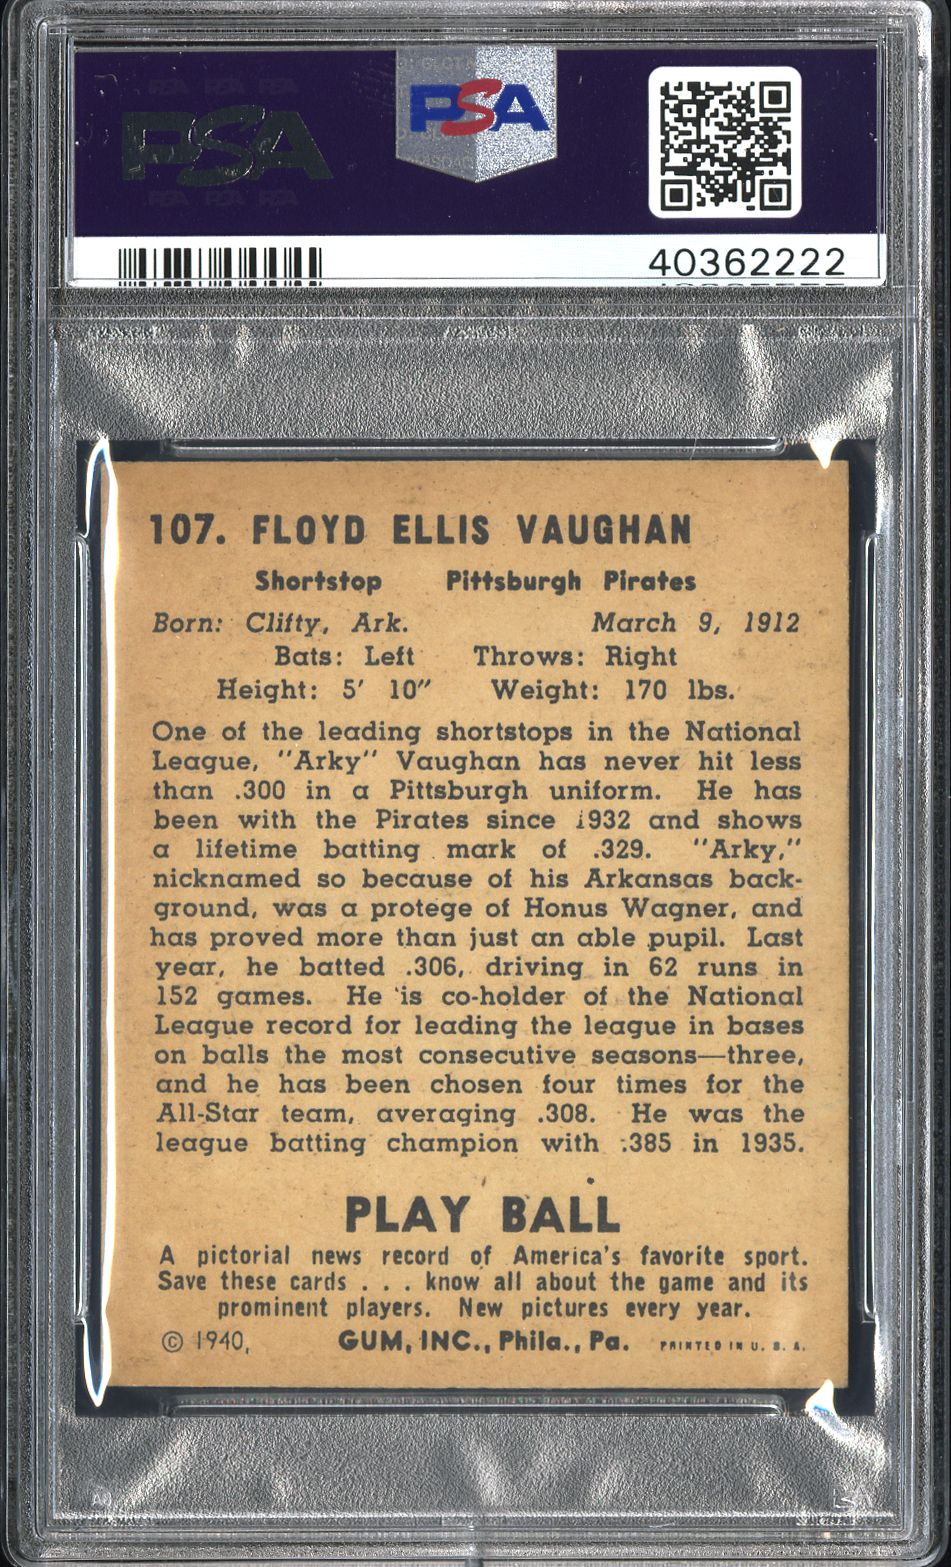 PSA
PSA
40362222
107. FLOYD ELLIS VAUGHAN
Shortstop Pittsburgh Pirates
Born: Clifty, Ark. March 9, 1912
Bats: Left Throws: Right
Height: 5' 10" Weight: 170 lbs.
One of the leading shortstops in the National
League, "Arky" Vaughan has never hit less
than .300 in a Pittsburgh uniform. He has
been with the Pirates since 1932 and shows
a lifetime batting mark of .329. "Arky,"
nicknamed so because of his Arkansas back-
ground, was a protege of Honus Wagner, and
has proved more than just an able pupil. Last
year, he batted .306, driving in 62 runs in
152 games. He is co-holder of the National
League record for leading the league in bases
on balls the most consecutive seasons—three,
and he has been chosen four times for the
All-Star team, averaging .308. He was the
league batting champion with .385 in 1935.
PLAY BALL
A pictorial news record of America's favorite sport.
Save these cards . . . know all about the game and its
prominent players. New pictures every year.
© 1940, GUM, INC., Phila., Pa. PRINTED IN U. S. A.